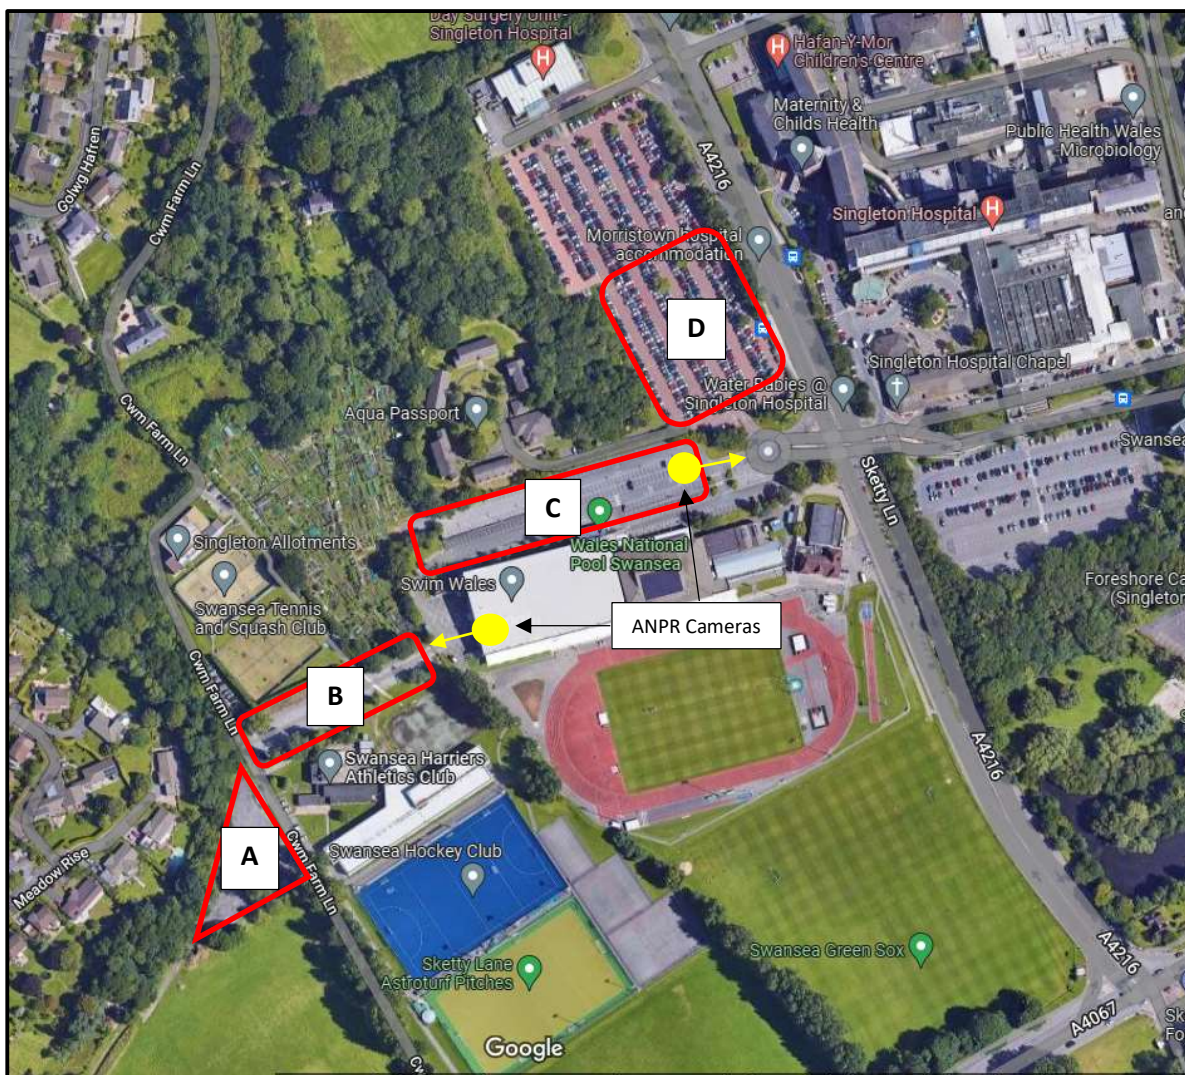 Day Surgery Unit -
Singleton Hospital
H
H
Hafan-Y-Mor
Children's Centre
Maternity &
Childs Health
Public Health Wales
Microbiology
Golwg Hafren
Cwm Farm Ln
A4216
Singleton Hospital
H
Morristown hospital
accommodation
D
Singleton Hospital Chapel
Water Babies @
Singleton Hospital
Aqua Passport
Cwm Farm Ln
Swansea
Sketty Ln
C
Wales National
Pool Swansea
Singleton Allotments
Swim Wales
Swansea Tennis
and Squash Club
ANPR Cameras
Foreshore Ca
(Singleton
Cwm Farm Ln
B
A4216
Swansea Harriers
Athletics Club
A
Cwm Farm Ln
Swansea Hockey Club
Meadow Rise
Sketty Lane
Astroturf Pitches
Swansea Green Sox
A4216
A4067
Google
Sk
Fo